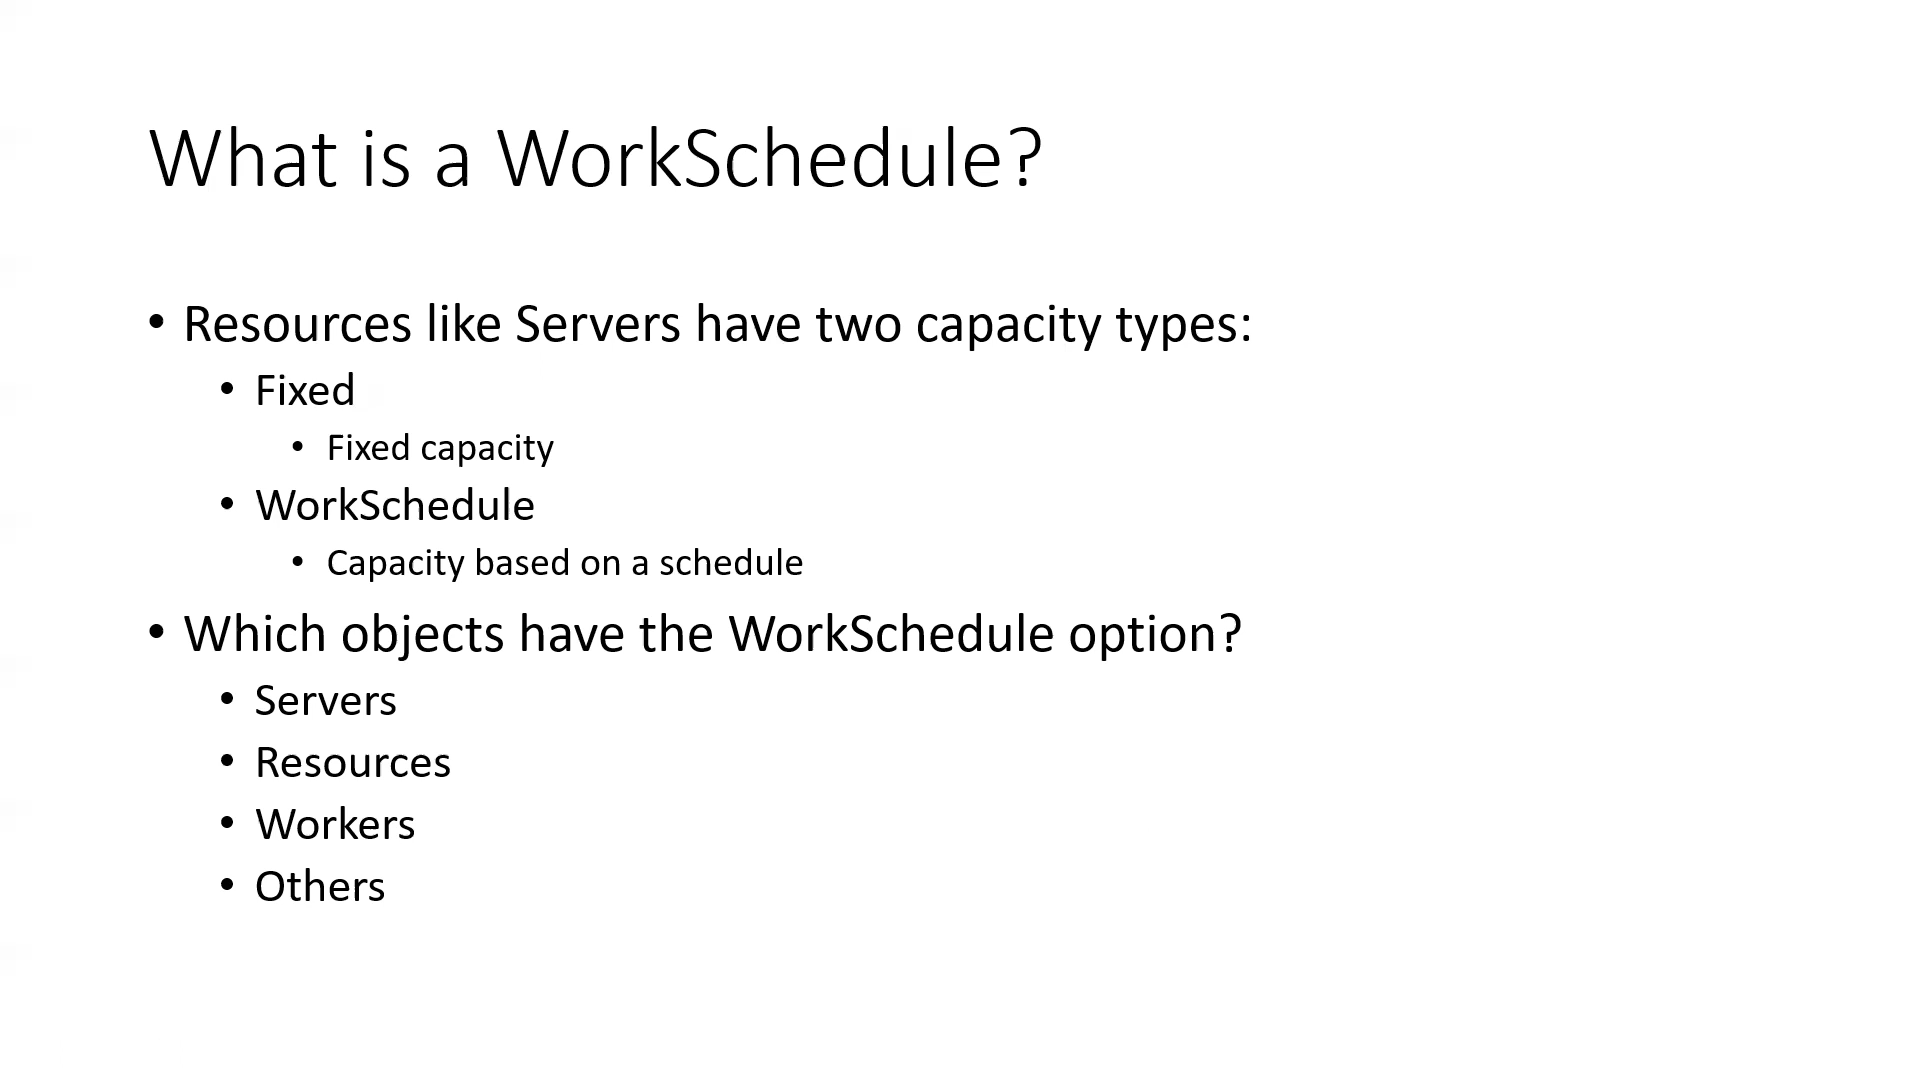 What is a WorkSchedule?
• Resources like Servers have two capacity types:
• Fixed
• Fixed capacity
• WorkSchedule
• Capacity based on a schedule
• Which objects have the WorkSchedule option?
• Servers
• Resources
• Workers
• Others